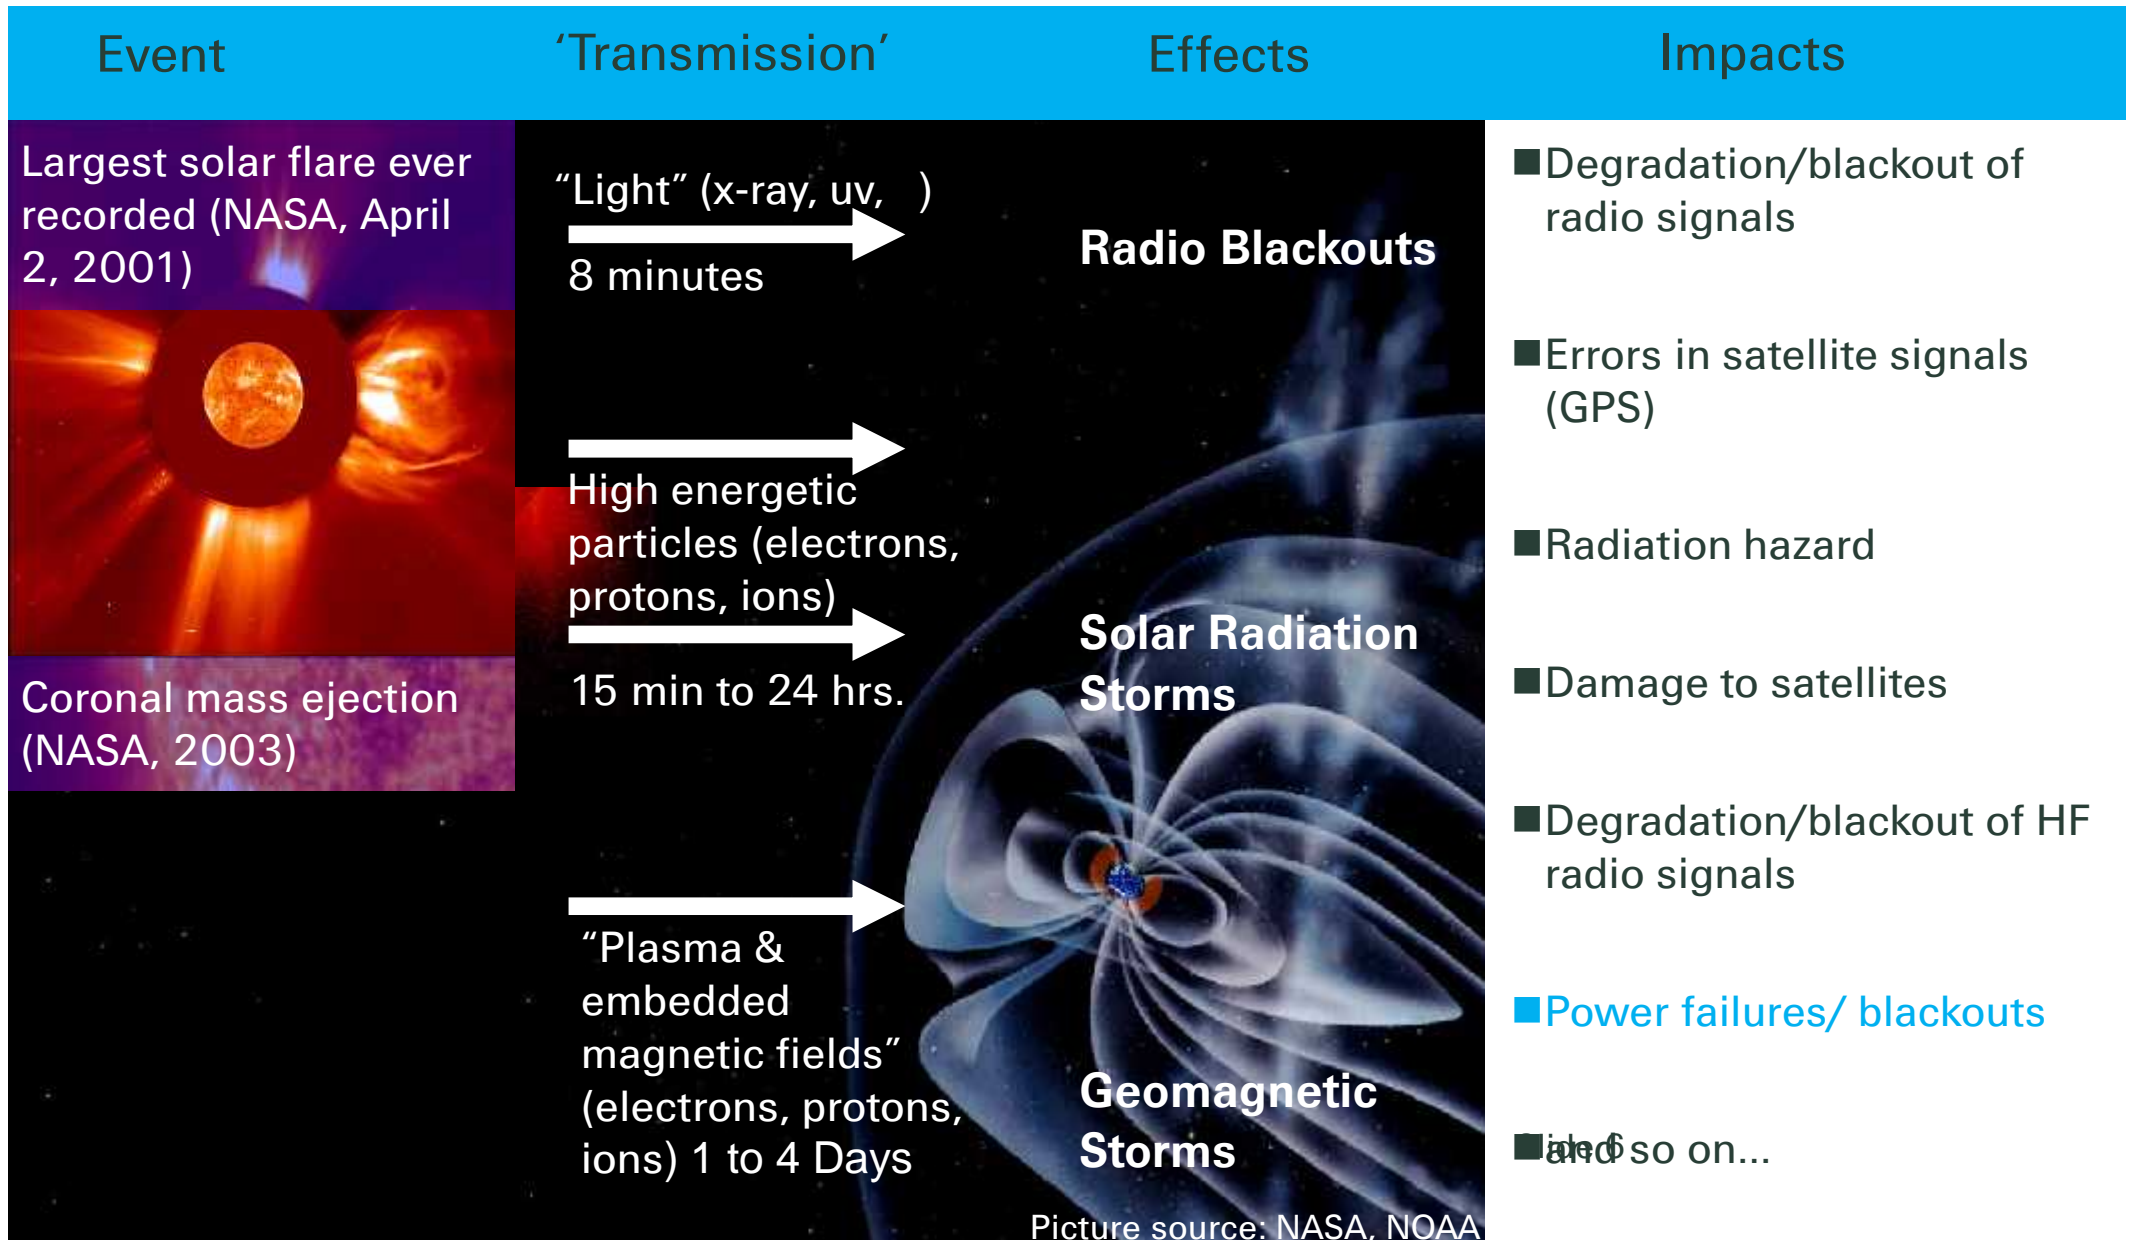 Event
‘Transmission’
Effects
Impacts
Largest solar flare ever
recorded (NASA, April
2, 2001)
Coronal mass ejection
(NASA, 2003)
“Light” (x-ray, uv,   )
8 minutes
High energetic
particles (electrons,
protons, ions)
15 min to 24 hrs.
“Plasma &
embedded
magnetic fields”
(electrons, protons,
ions) 1 to 4 Days
Radio Blackouts
Solar Radiation
Storms
Geomagnetic
Storms
Picture source: NASA, NOAA
■Degradation/blackout of
radio signals
■Errors in satellite signals
(GPS)
■Radiation hazard
■Damage to satellites
■Degradation/blackout of HF
radio signals
■Power failures/ blackouts
■and so on...
Slide 6